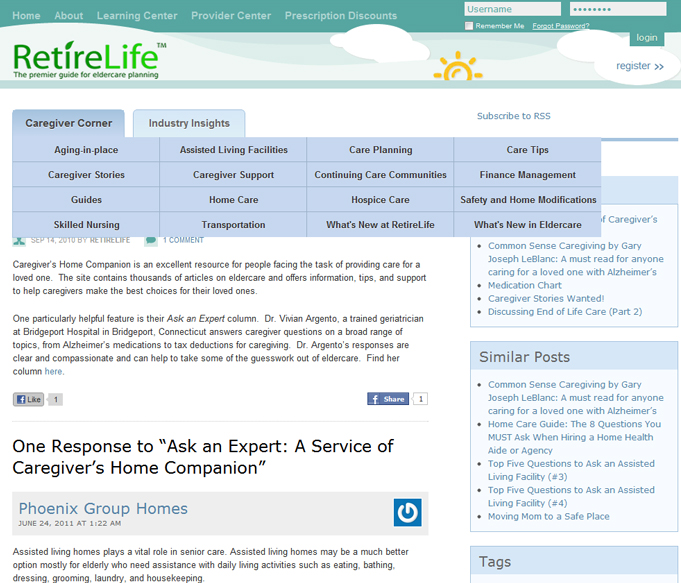 Home About Learning Center Provider Center Prescription Discounts
Username ••••••••
Remember Me Forgot Password?
login
RetireLife™
The premier guide for eldercare planning
register »
Caregiver Corner Industry Insights
Subscribe to RSS
Aging-in-place Assisted Living Facilities Care Planning Care Tips
Caregiver Stories Caregiver Support Continuing Care Communities Finance Management
Guides Home Care Hospice Care Safety and Home Modifications
Skilled Nursing Transportation What's New at RetireLife What's New in Eldercare
SEP 14, 2010 BY RETIRELIFE 1 COMMENT
Caregiver's Home Companion is an excellent resource for people facing the task of providing care for a
loved one. The site contains thousands of articles on eldercare and offers information, tips, and support
to help caregivers make the best choices for their loved ones.
One particularly helpful feature is their Ask an Expert column. Dr. Vivian Argento, a trained geriatrician
at Bridgeport Hospital in Bridgeport, Connecticut answers caregiver questions on a broad range of
topics, from Alzheimer's medications to tax deductions for caregiving. Dr. Argento's responses are
clear and compassionate and can help to take some of the guesswork out of eldercare. Find her
column here.
Like 1 Share 1
One Response to “Ask an Expert: A Service of
Caregiver's Home Companion”
Phoenix Group Homes
JUNE 24, 2011 AT 1:22 AM
Assisted living homes plays a vital role in senior care. Assisted living homes may be a much better
option mostly for elderly who need assistance with daily living activities such as eating, bathing,
dressing, grooming, laundry, and housekeeping.
of Caregiver's
• Common Sense Caregiving by Gary
Joseph LeBlanc: A must read for anyone
caring for a loved one with Alzheimer's
• Medication Chart
• Caregiver Stories Wanted!
• Discussing End of Life Care (Part 2)
Similar Posts
• Common Sense Caregiving by Gary
Joseph LeBlanc: A must read for anyone
caring for a loved one with Alzheimer's
• Home Care Guide: The 8 Questions You
MUST Ask When Hiring a Home Health
Aide or Agency
• Top Five Questions to Ask an Assisted
Living Facility (#3)
• Top Five Questions to Ask an Assisted
Living Facility (#4)
• Moving Mom to a Safe Place
Tags